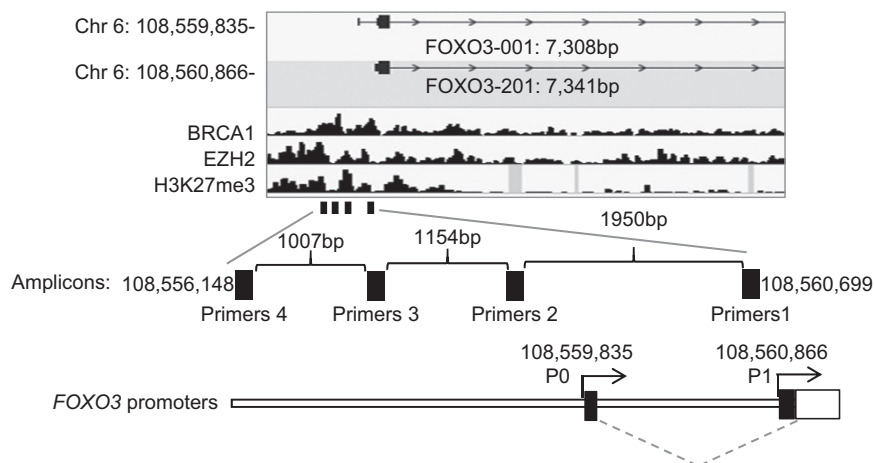 Chr 6: 108,559,835-
FOXO3-001: 7,308bp
Chr 6: 108,560,866-
FOXO3-201: 7,341bp
BRCA1
EZH2
H3K27me3
1950bp
1007bp
1154bp
Amplicons: 108,556,148
108,560,699
Primers 4
Primers 3
Primers 2
Primers1
108,559,835
108,560,866
P0
P1
FOXO3 promoters